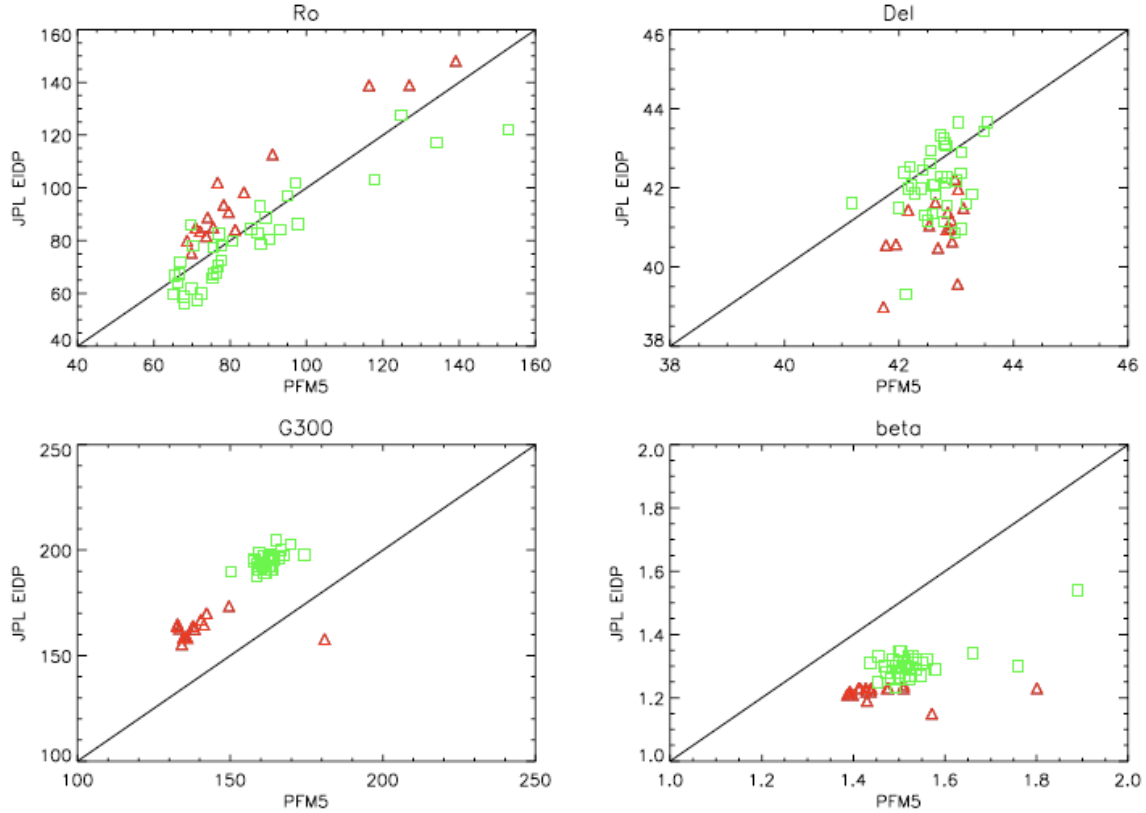 Ro
160
140
120
100
80
60
40
JPL EIDP
40 60 80 100 120 140 160
PFM5
Del
46
44
42
40
38
JPL EIDP
38 40 42 44 46
PFM5
G300
250
200
150
100
JPL EIDP
100 150 200 250
PFM5
beta
2.0
1.8
1.6
1.4
1.2
1.0
JPL EIDP
1.0 1.2 1.4 1.6 1.8 2.0
PFM5